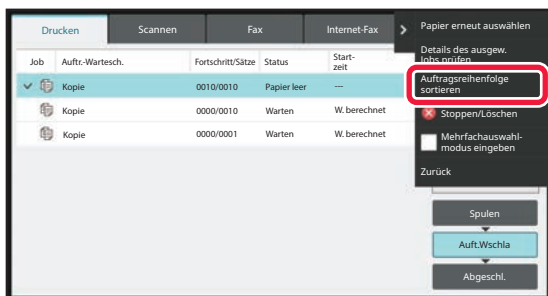 Drucken
Scannen
Fax
Internet-Fax
Job
Auftr.-Wartesch.
Fortschritt/Sätze
Status
Start-
zeit
Kopie
0010/0010
Papier leer
---
Kopie
0000/0010
Warten
W. berechnet
Kopie
0000/0001
Warten
W. berechnet
Papier erneut auswählen
Details des ausgew.
Jobs prüfen
Auftragsreihenfolge
sortieren
Stoppen/Löschen
Mehrfachauswahl-
modus eingeben
Zurück
Spulen
Auft.Wschla
Abgeschl.